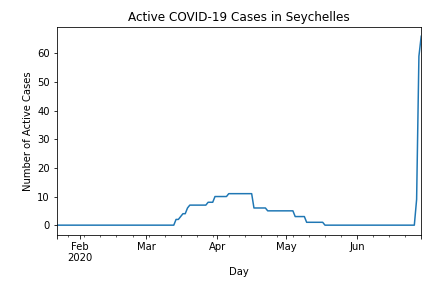 Active COVID-19 Cases in Seychelles
Number of Active Cases
60
50
40
30
20
10
0
Feb Mar Apr May Jun
2020
Day